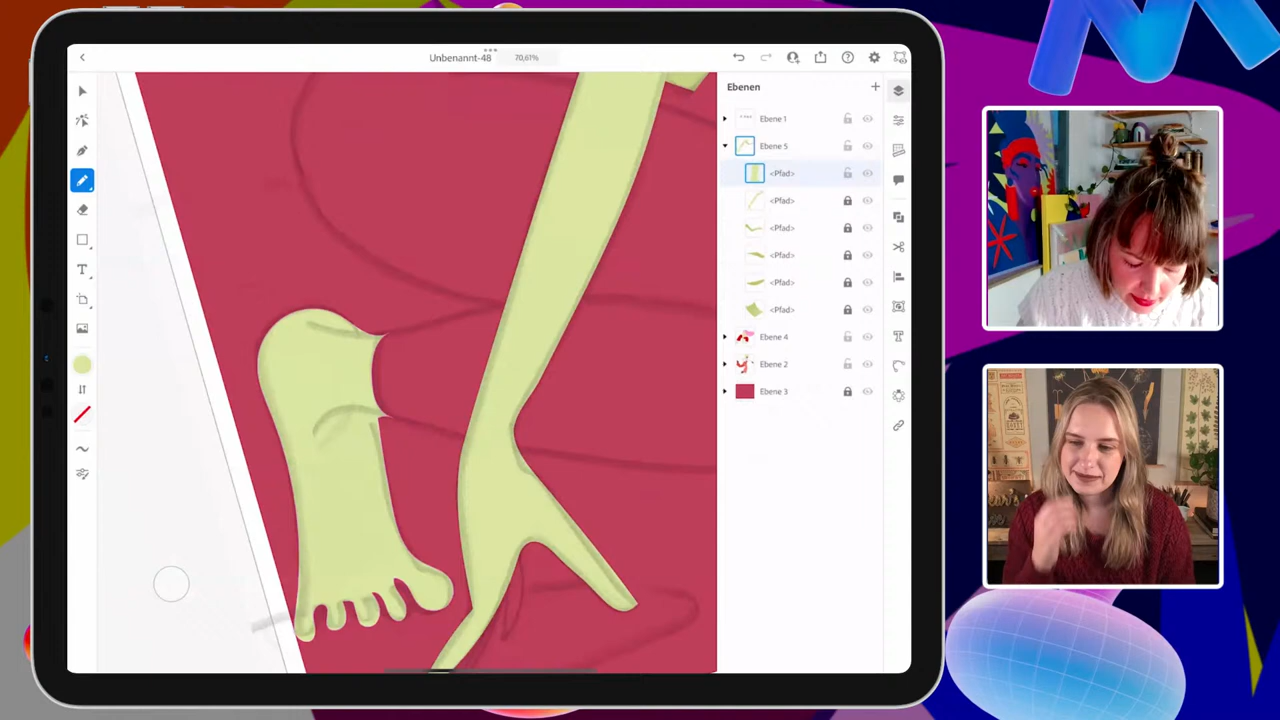 Unbenannt-48
70,61%
Ebenen
Ebene 1
Ebene 5
<Pfad>
<Pfad>
<Pfad>
<Pfad>
<Pfad>
<Pfad>
Ebene 4
Ebene 2
Ebene 3